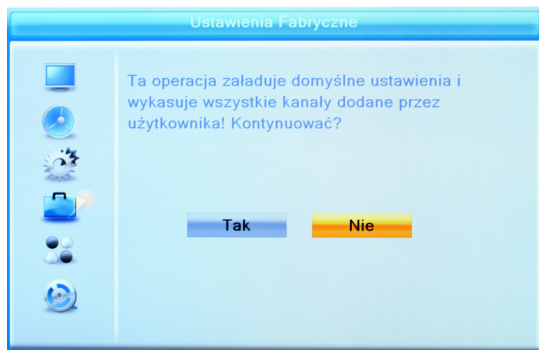 Ustawienia Fabryczne
Ta operacja załaduje domyślne ustawienia i
wykasuje wszystkie kanały dodane przez
użytkownika! Kontynuować?
Tak
Nie